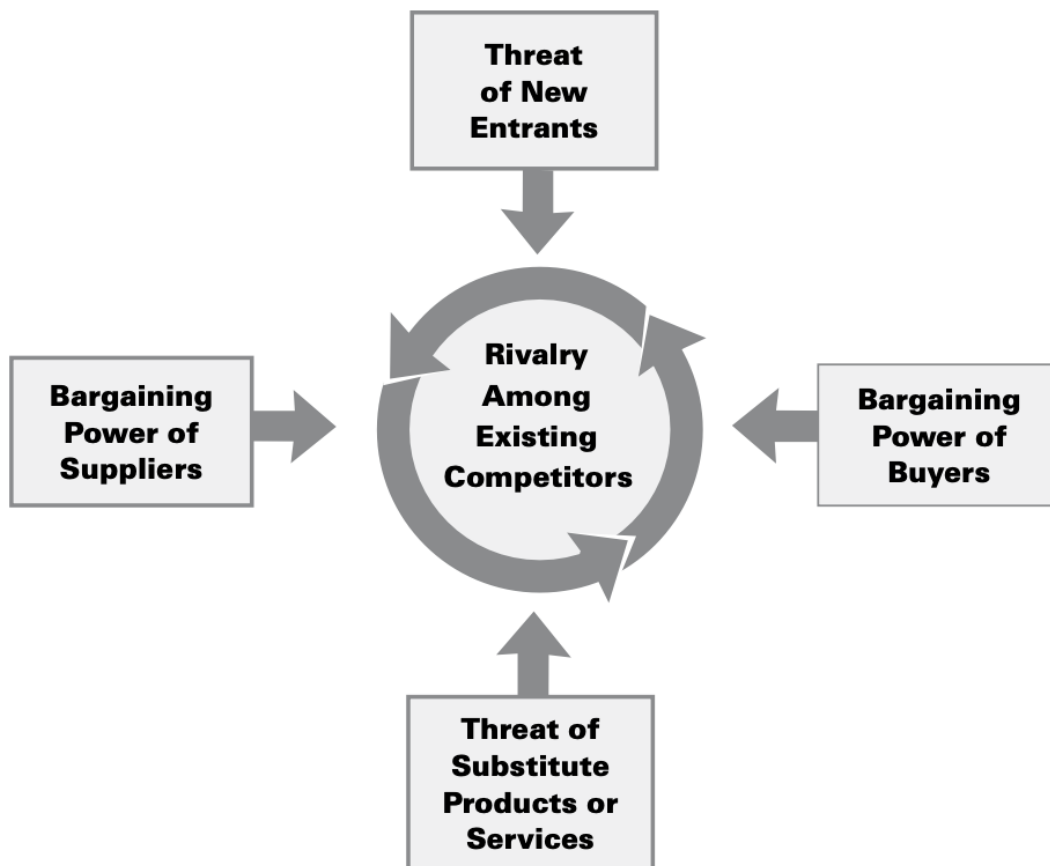 Threat
of New
Entrants
Bargaining
Power of
Suppliers
Rivalry
Among
Existing
Competitors
Bargaining
Power of
Buyers
Threat of
Substitute
Products or
Services